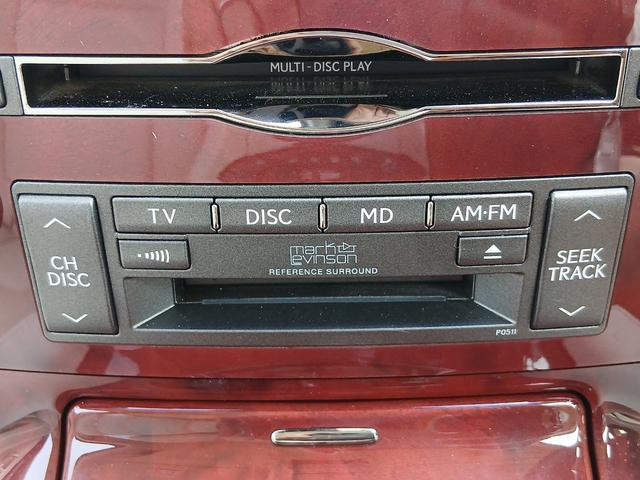 MULTI-DISC PLAY
TV DISC MD AM·FM
CH
DISC
mark
levinson
REFERENCE SURROUND
SEEK
TRACK
P0511